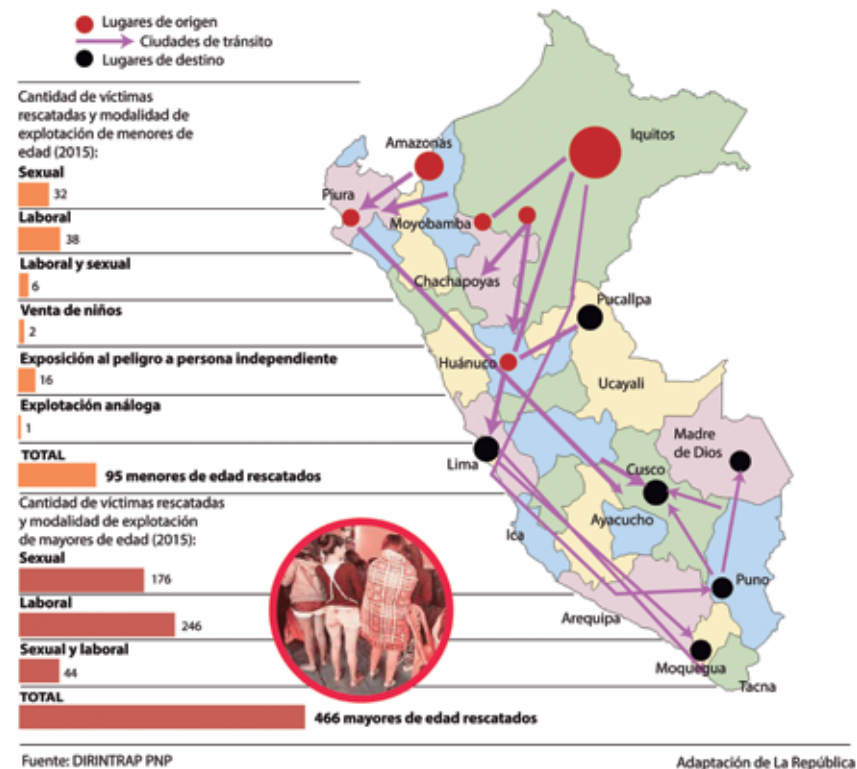 Lugares de origen
Ciudades de tránsito
Lugares de destino
Cantidad de víctimas
rescatadas y modalidad de
explotación de menores de
edad (2015):
Sexual
32
Laboral
38
Laboral y sexual
6
Venta de niños
2
Exposición al peligro a persona independiente
16
Explotación análoga
1
TOTAL
95 menores de edad rescatados
Cantidad de víctimas rescatadas
y modalidad de explotación
de mayores de edad (2015):
Sexual
176
Laboral
246
Sexual y laboral
44
TOTAL
466 mayores de edad rescatados
Amazonas
Iquitos
Piura
Moyobamba
Chachapoyas
Pucallpa
Huánuco
Ucayali
Madre
de Dios
Lima
Cusco
Ayacucho
Ica
Puno
Arequipa
Moquegua
Tacna
Fuente: DIRINTRAP PNP
Adaptación de La República